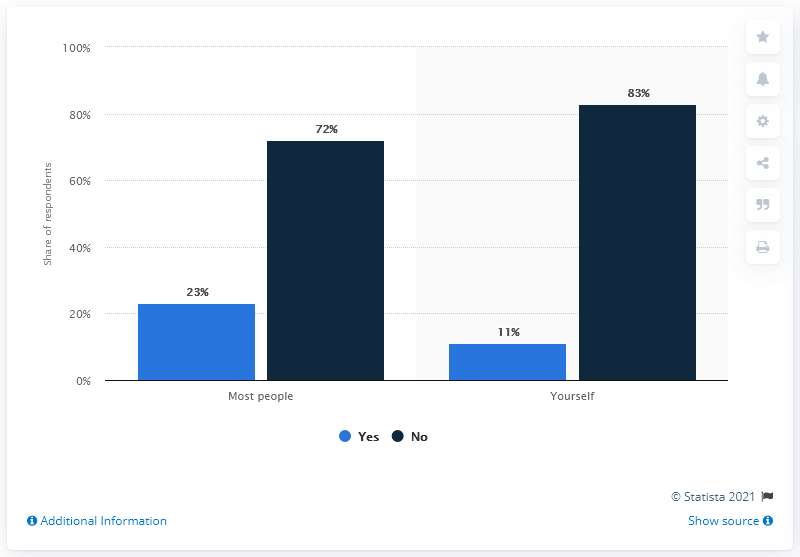 100%
80%
60%
40%
20%
0%
Share of respondents
23%
72%
11%
83%
Most people
Yourself
Yes
No
© Statista 2021
Additional Information
Show source